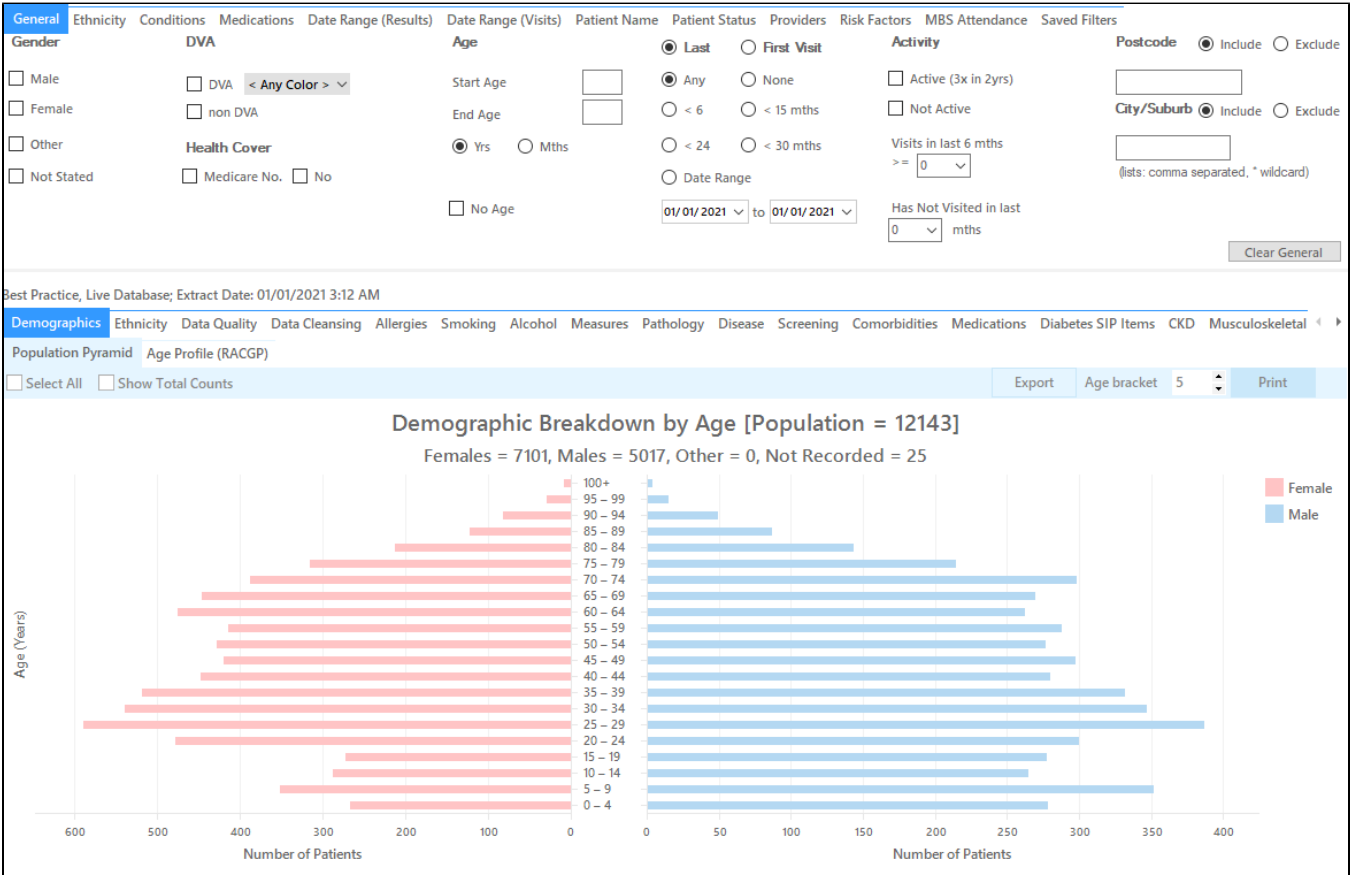 General Ethnicity Conditions Medications Date Range (Results) Date Range (Visits) Patient Name Patient Status Providers Risk Factors MBS Attendance Saved Filters
Gender DVA Age Last First Visit Activity Postcode Include Exclude
Male DVA < Any Color > Start Age Any None Active (3x in 2yrs)
Female non DVA End Age < 6 < 15 mths Not Active City/Suburb Include Exclude
Other Health Cover Yrs Mths < 24 < 30 mths Visits in last 6 mths
>= 0
Not Stated Medicare No. No Date Range (lists: comma separated, * wildcard)
No Age 01/01/2021 to 01/01/2021 Has Not Visited in last
0 mths
Clear General
Best Practice, Live Database; Extract Date: 01/01/2021 3:12 AM
Demographics Ethnicity Data Quality Data Cleansing Allergies Smoking Alcohol Measures Pathology Disease Screening Comorbidities Medications Diabetes SIP Items CKD Musculoskeletal
Population Pyramid Age Profile (RACGP)
Select All Show Total Counts Export Age bracket 5 Print
Demographic Breakdown by Age [Population = 12143]
Females = 7101, Males = 5017, Other = 0, Not Recorded = 25
100+
95 – 99
90 – 94
85 – 89
80 – 84
75 – 79
70 – 74
65 – 69
60 – 64
55 – 59
50 – 54
45 – 49
40 – 44
35 – 39
30 – 34
25 – 29
20 – 24
15 – 19
10 – 14
5 – 9
0 – 4
Female
Male
Age (Years)
600 500 400 300 200 100 0 0 50 100 150 200 250 300 350 400
Number of Patients Number of Patients